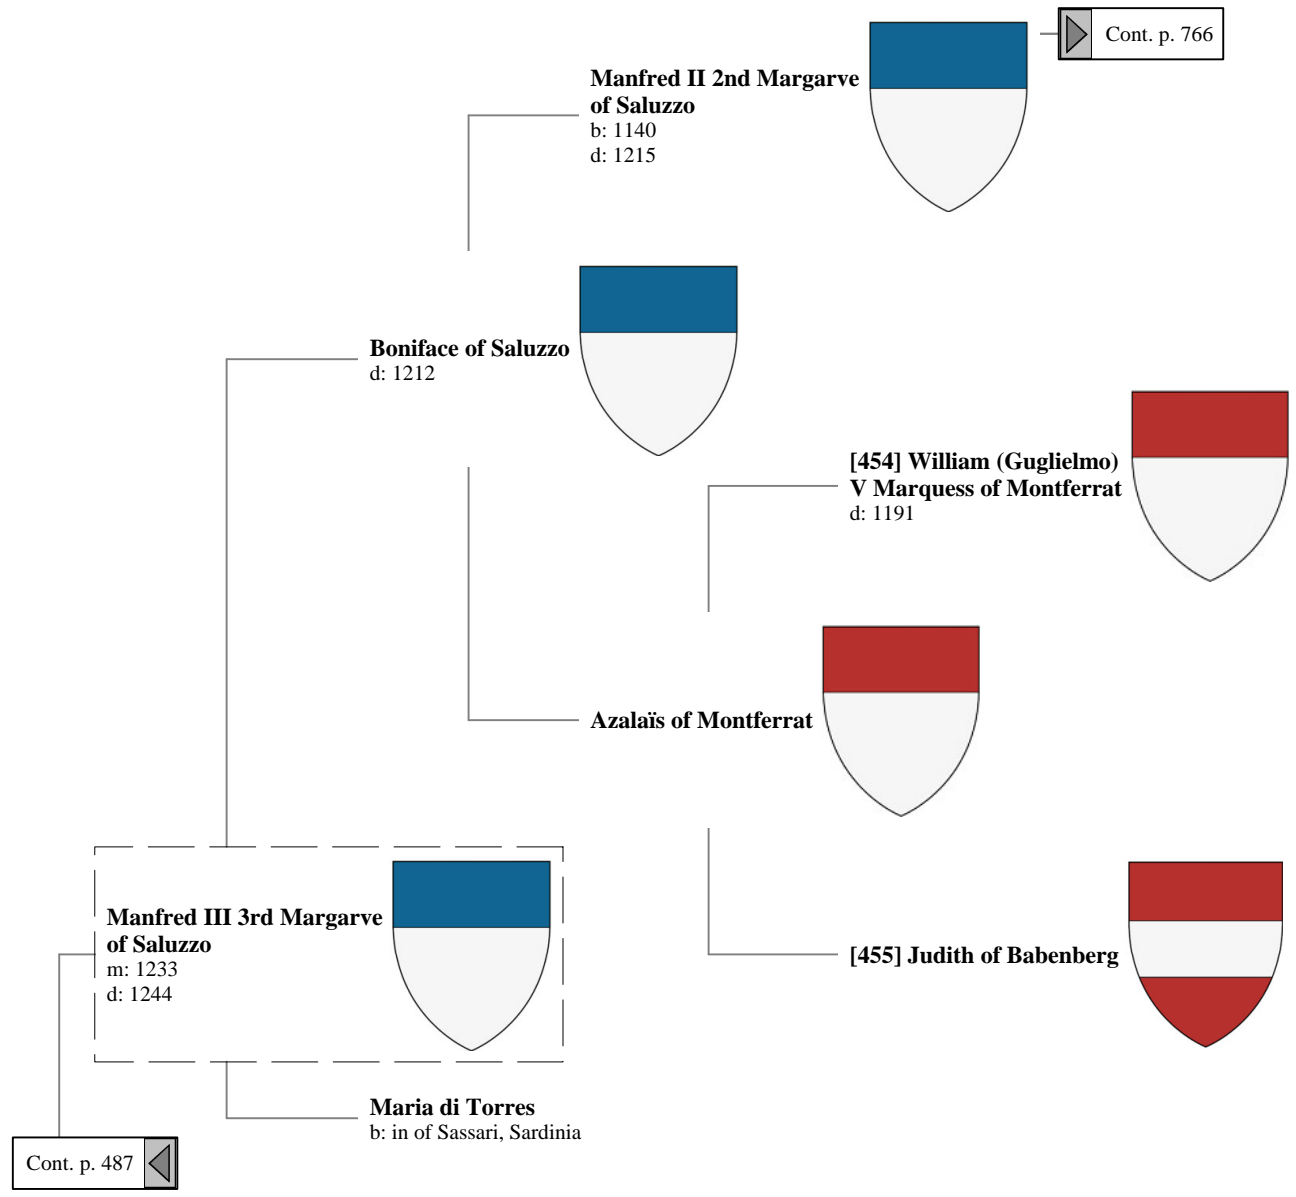 Cont. p. 766
Manfred II 2nd Margarve
of Saluzzo
b: 1140
d: 1215
Boniface of Saluzzo
d: 1212
[454] William (Guglielmo)
V Marquess of Montferrat
d: 1191
Azalaïs of Montferrat
Manfred III 3rd Margarve
of Saluzzo
m: 1233
d: 1244
[455] Judith of Babenberg
Maria di Torres
b: in of Sassari, Sardinia
Cont. p. 487